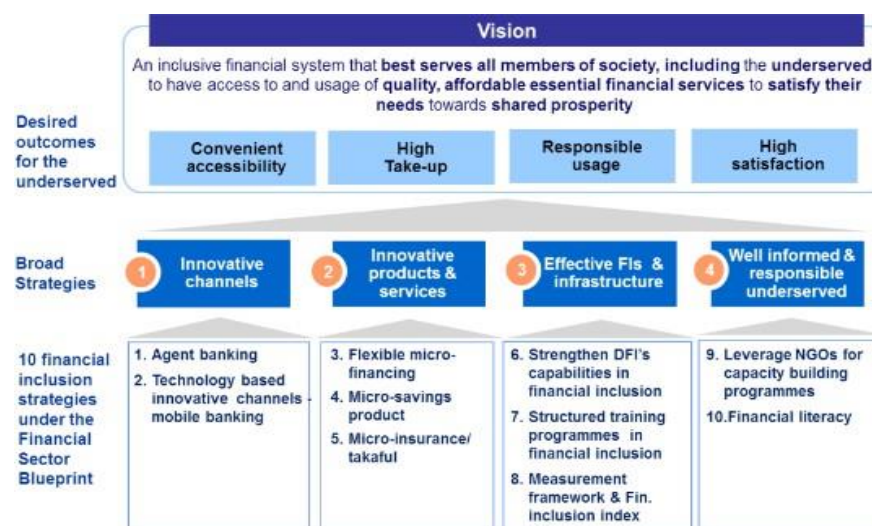 Vision
An inclusive financial system that best serves all members of society, including the underserved
to have access to and usage of quality, affordable essential financial services to satisfy their
needs towards shared prosperity
Desired
outcomes
for the
underserved
Convenient
accessibility
High
Take-up
Responsible
usage
High
satisfaction
Broad
Strategies
1
Innovative
channels
2
Innovative
products &
services
3
Effective FIs &
infrastructure
4
Well informed &
responsible
underserved
10 financial
inclusion
strategies
under the
Financial
Sector
Blueprint
1. Agent banking
2. Technology based
innovative channels -
mobile banking
3. Flexible micro-
financing
4. Micro-savings
product
5. Micro-insurance/
takaful
6. Strengthen DFI's
capabilities in
financial inclusion
7. Structured training
programmes in
financial inclusion
8. Measurement
framework & Fin.
inclusion index
9. Leverage NGOs for
capacity building
programmes
10.Financial literacy